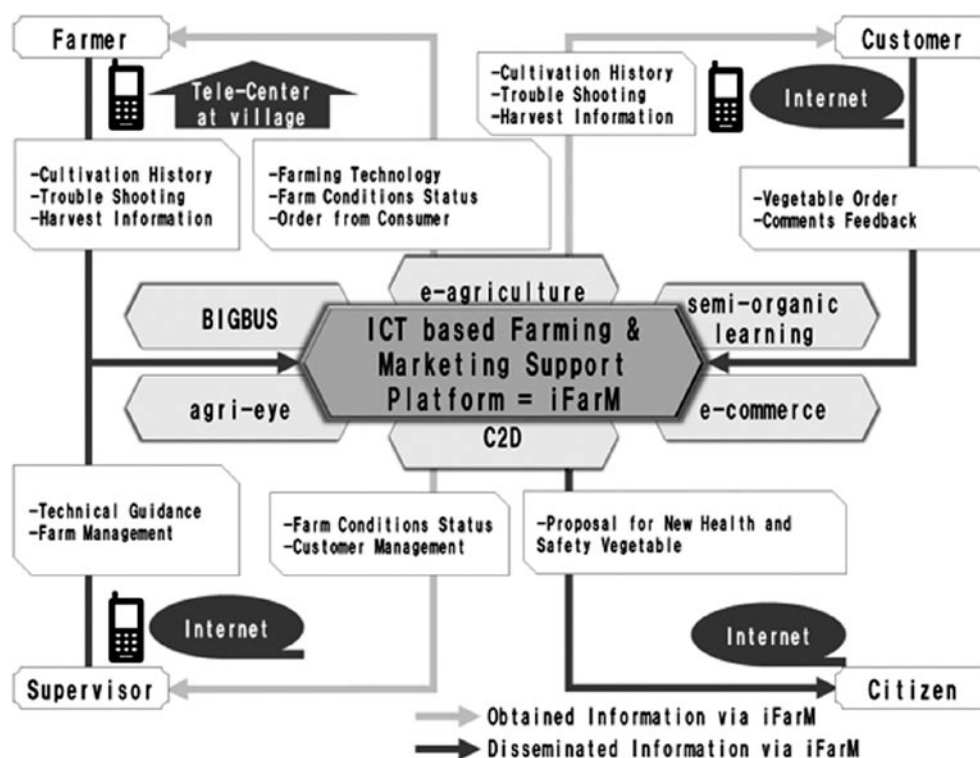 Farmer
Customer
Tele-Center
at village
-Cultivation History
-Trouble Shooting
-Harvest Information
Internet
-Cultivation History
-Trouble Shooting
-Harvest Information
-Farming Technology
-Farm Conditions Status
-Order from Consumer
-Vegetable Order
-Comments Feedback
e-agriculture
BIGBUS
semi-organic
learning
ICT based Farming &
Marketing Support
Platform = iFarM
agri-eye
e-commerce
C2D
-Technical Guidance
-Farm Management
-Farm Conditions Status
-Customer Management
-Proposal for New Health and
Safety Vegetable
Internet
Internet
Supervisor
Citizen
Obtained Information via iFarM
Disseminated Information via iFarM